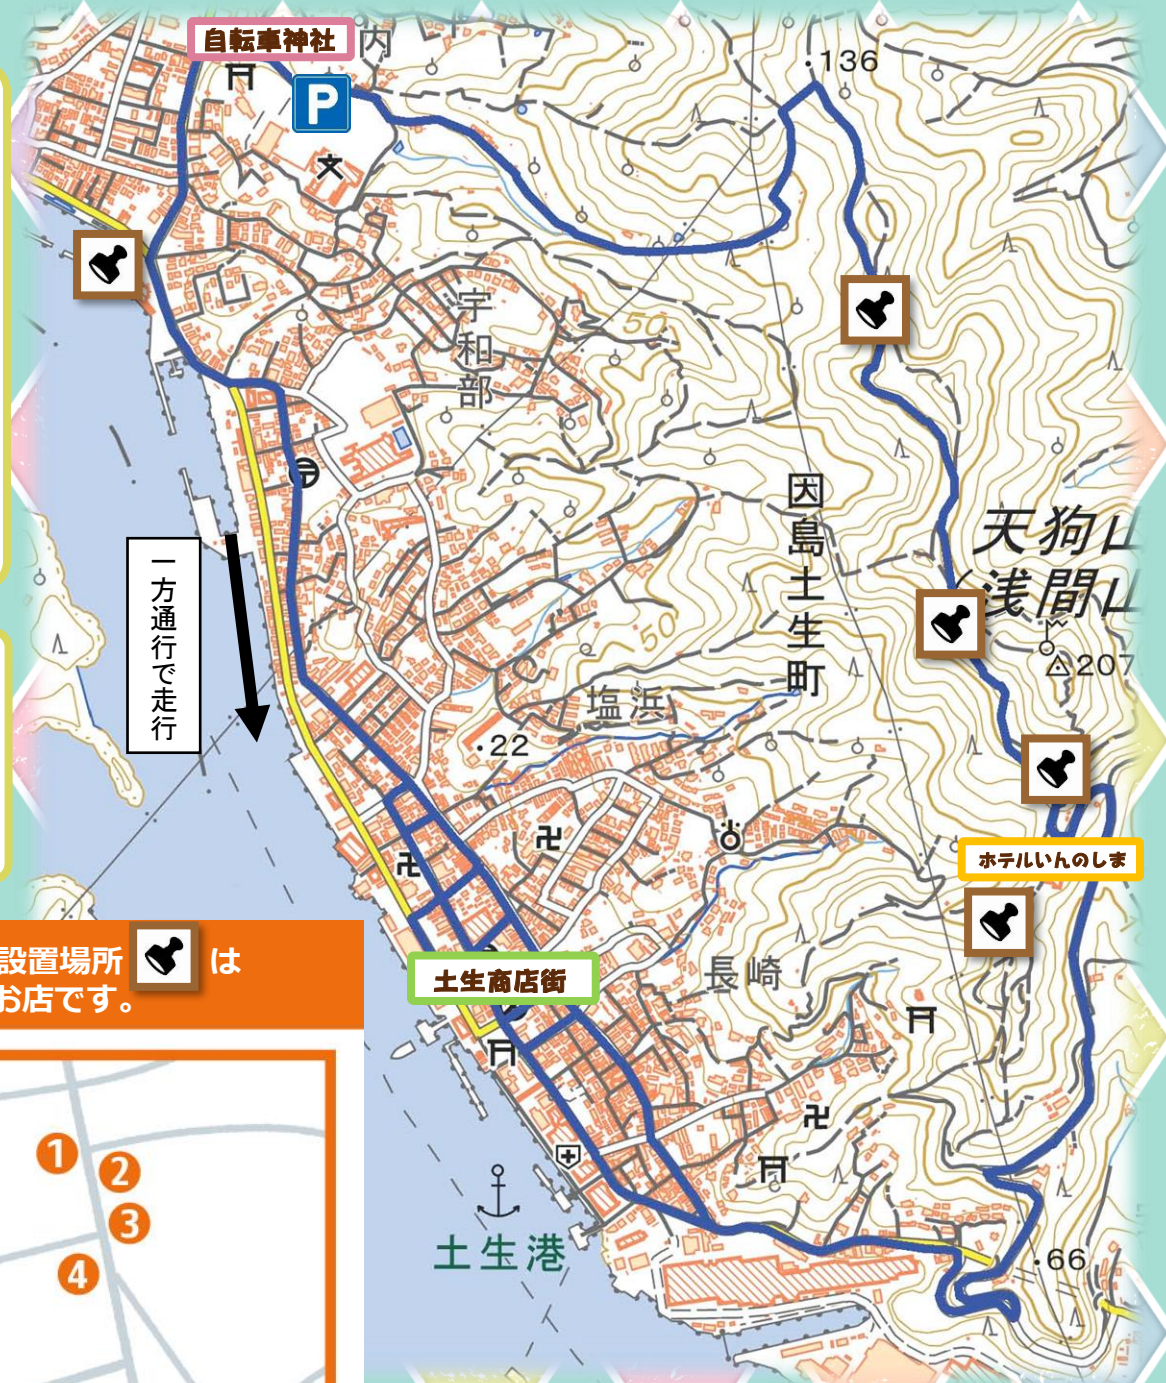 自転車神社
内
P
・136
宇和部
50
因島土生町
天狗山
浅間山
207
一方通行で走行
50
塩浜
・22
ホテルいんのしま
設置場所 は
お店です。
土生商店街
長崎
1
2
3
4
土生港
・66